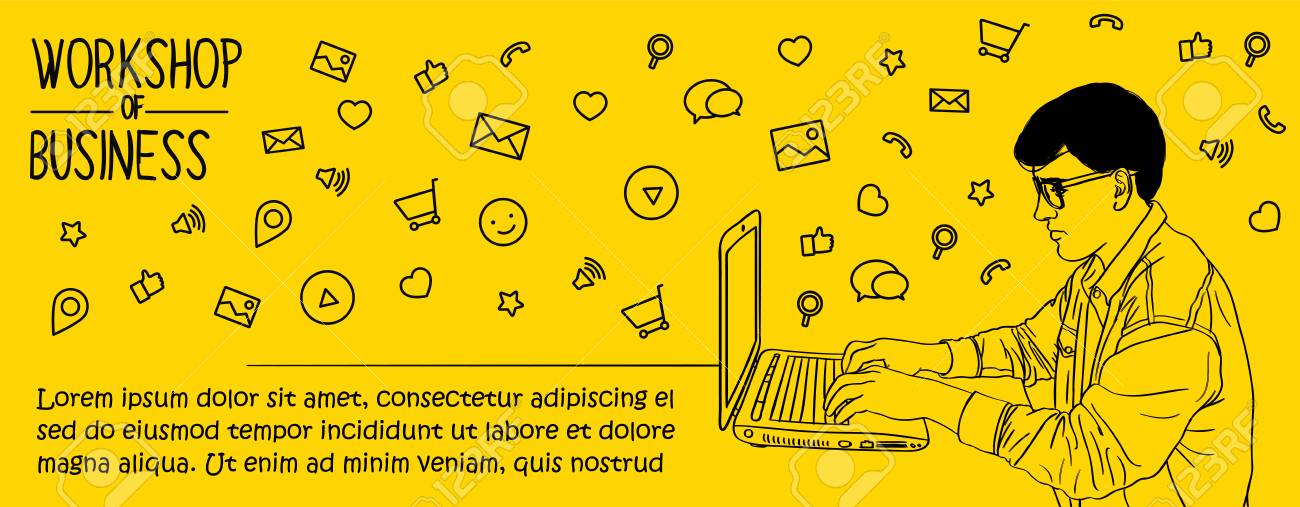 WORKSHOP
OF
BUSINESS
Lorem ipsum dolor sit amet, consectetur adipiscing el
sed do eiusmod tempor incididunt ut labore et dolore
magna aliqua. Ut enim ad minim veniam, quis nostrud
123RF